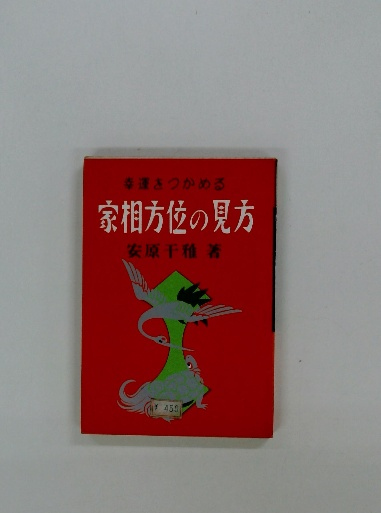 幸運をつかめる
家相方位の見方
安原千雅 著
¥ 450